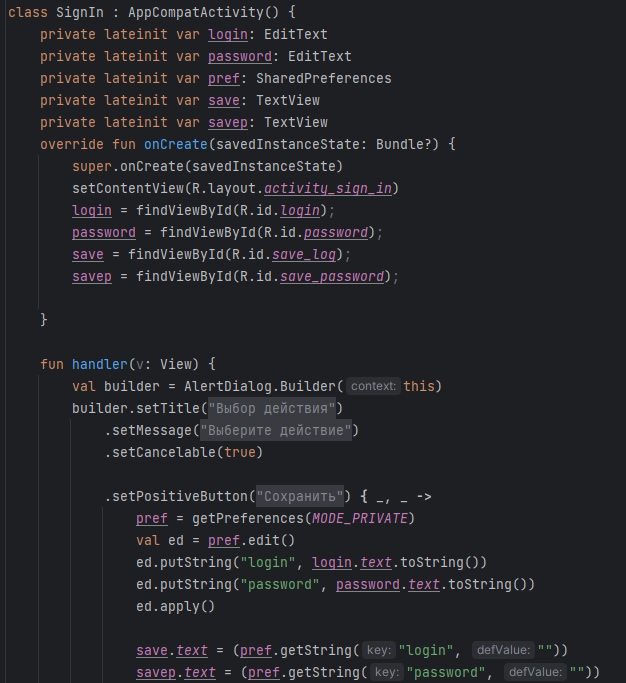 class SignIn : AppCompatActivity() {
    private lateinit var login: EditText
    private lateinit var password: EditText
    private lateinit var pref: SharedPreferences
    private lateinit var save: TextView
    private lateinit var savep: TextView
    override fun onCreate(savedInstanceState: Bundle?) {
        super.onCreate(savedInstanceState)
        setContentView(R.layout.activity_sign_in)
        login = findViewById(R.id.login);
        password = findViewById(R.id.password);
        save = findViewById(R.id.save_log);
        savep = findViewById(R.id.save_password);
    }
    fun handler(v: View) {
        val builder = AlertDialog.Builder( context: this)
        builder.setTitle("Выбор действия")
            .setMessage("Выберите действие")
            .setCancelable(true)
            .setPositiveButton("Сохранить") { _, _ ->
                pref = getPreferences(MODE_PRIVATE)
                val ed = pref.edit()
                ed.putString("login", login.text.toString())
                ed.putString("password", password.text.toString())
                ed.apply()
                save.text = (pref.getString( key: "login", defValue: ""))
                savep.text = (pref.getString( key: "password", defValue: ""))